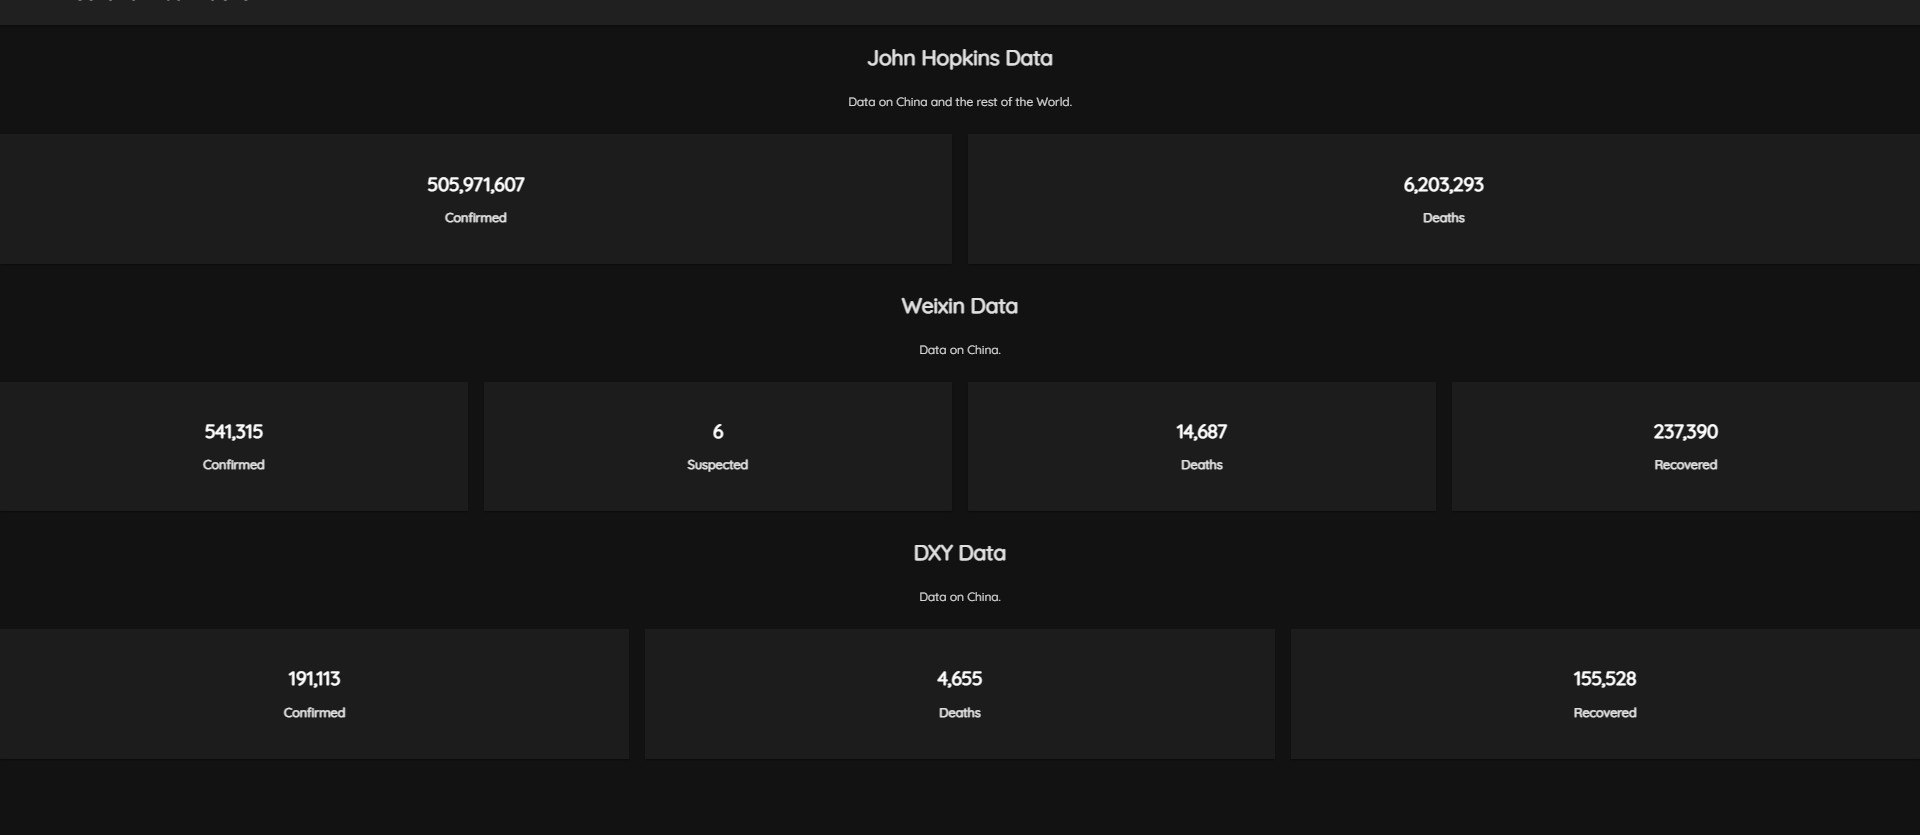 John Hopkins Data
Data on China and the rest of the World.
505,971,607
Confirmed
6,203,293
Deaths
Weixin Data
Data on China.
541,315
Confirmed
6
Suspected
14,687
Deaths
237,390
Recovered
DXY Data
Data on China.
191,113
Confirmed
4,655
Deaths
155,528
Recovered